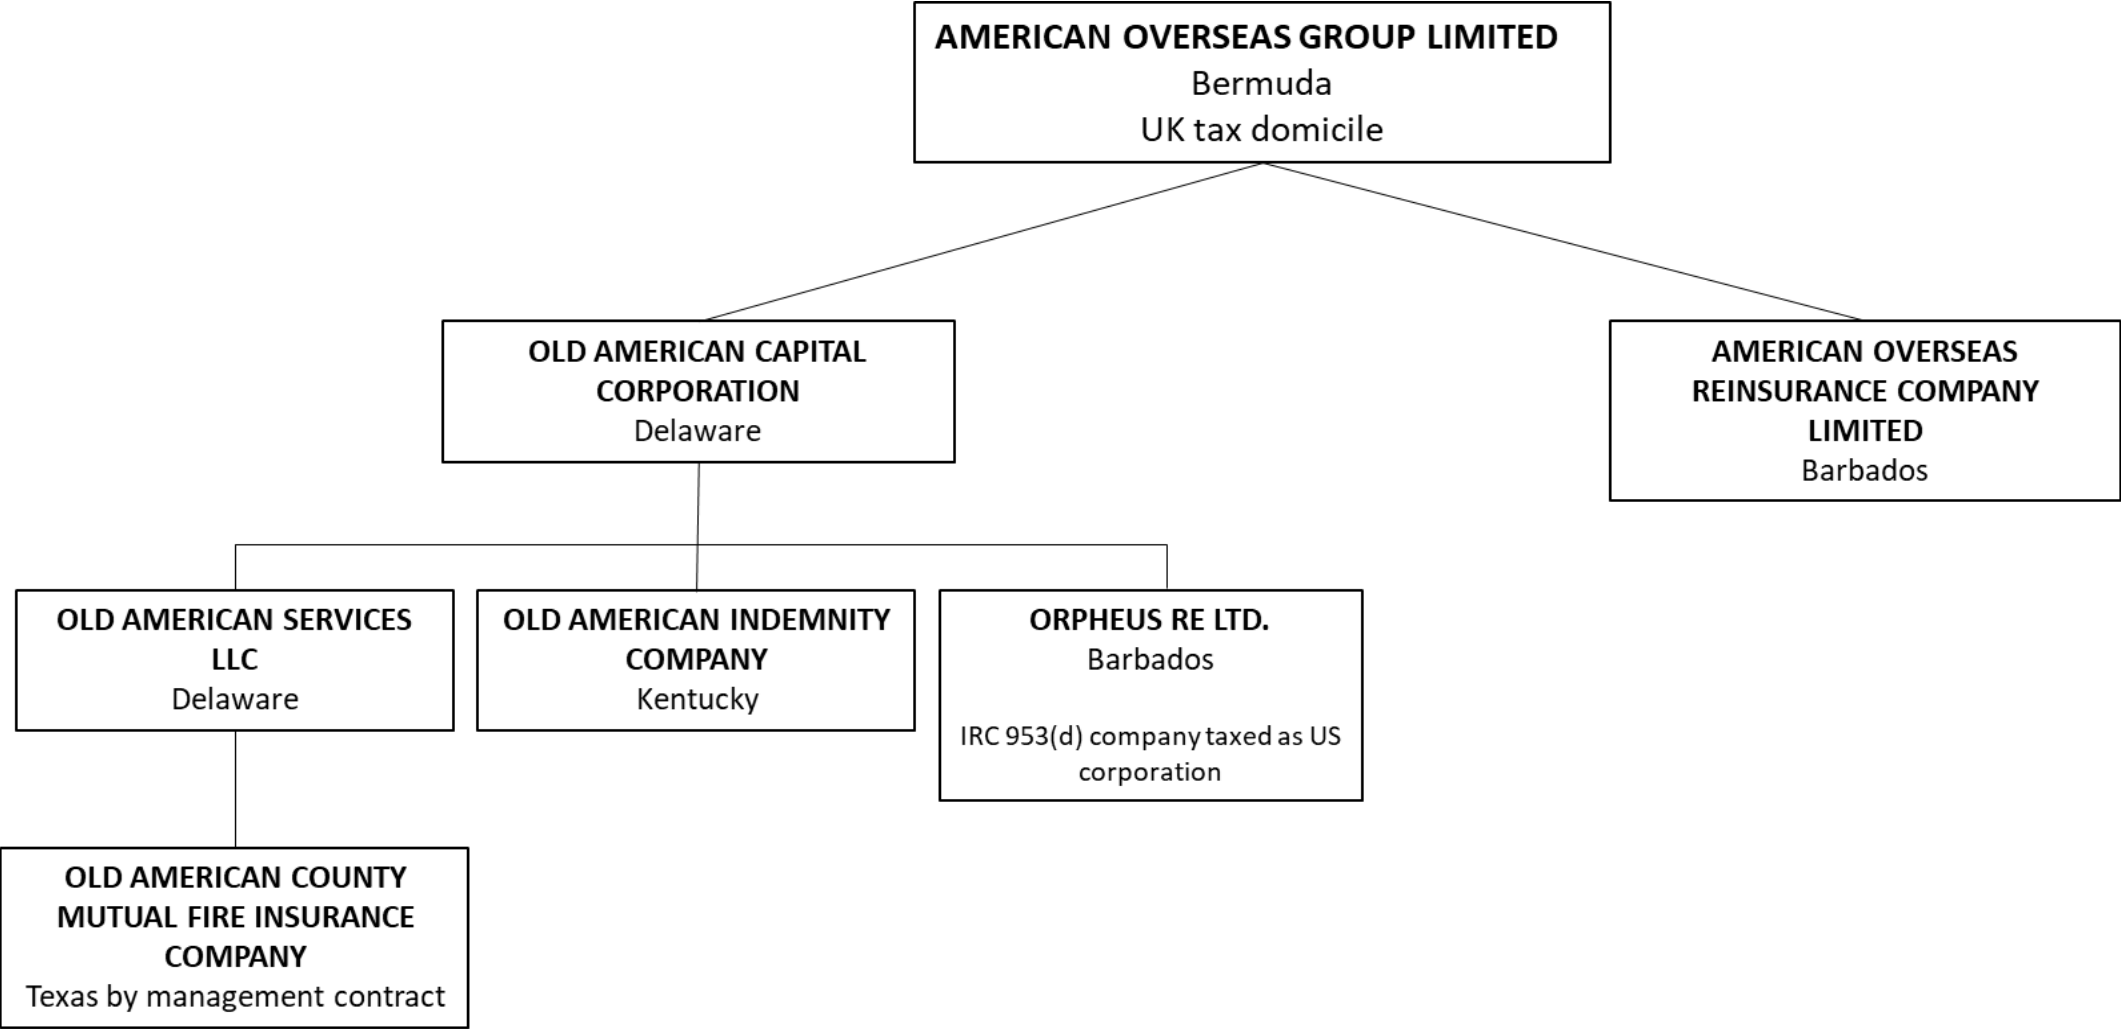 AMERICAN OVERSEAS GROUP LIMITED
Bermuda
UK tax domicile
OLD AMERICAN CAPITAL
CORPORATION
Delaware
AMERICAN OVERSEAS
REINSURANCE COMPANY
LIMITED
Barbados
OLD AMERICAN SERVICES
LLC
Delaware
OLD AMERICAN INDEMNITY
COMPANY
Kentucky
ORPHEUS RE LTD.
Barbados
IRC 953(d) company taxed as US
corporation
OLD AMERICAN COUNTY
MUTUAL FIRE INSURANCE
COMPANY
Texas by management contract